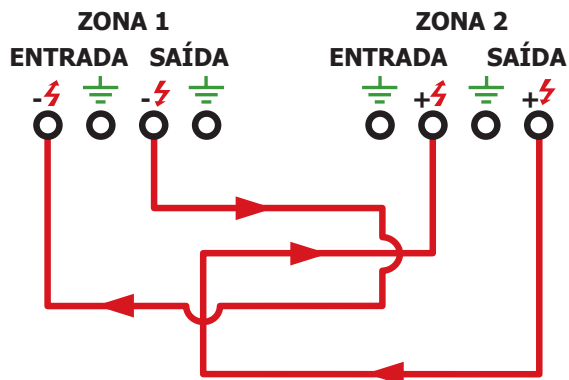 ZONA 1
ENTRADA SAÍDA
- -
ZONA 2
ENTRADA SAÍDA
+ +